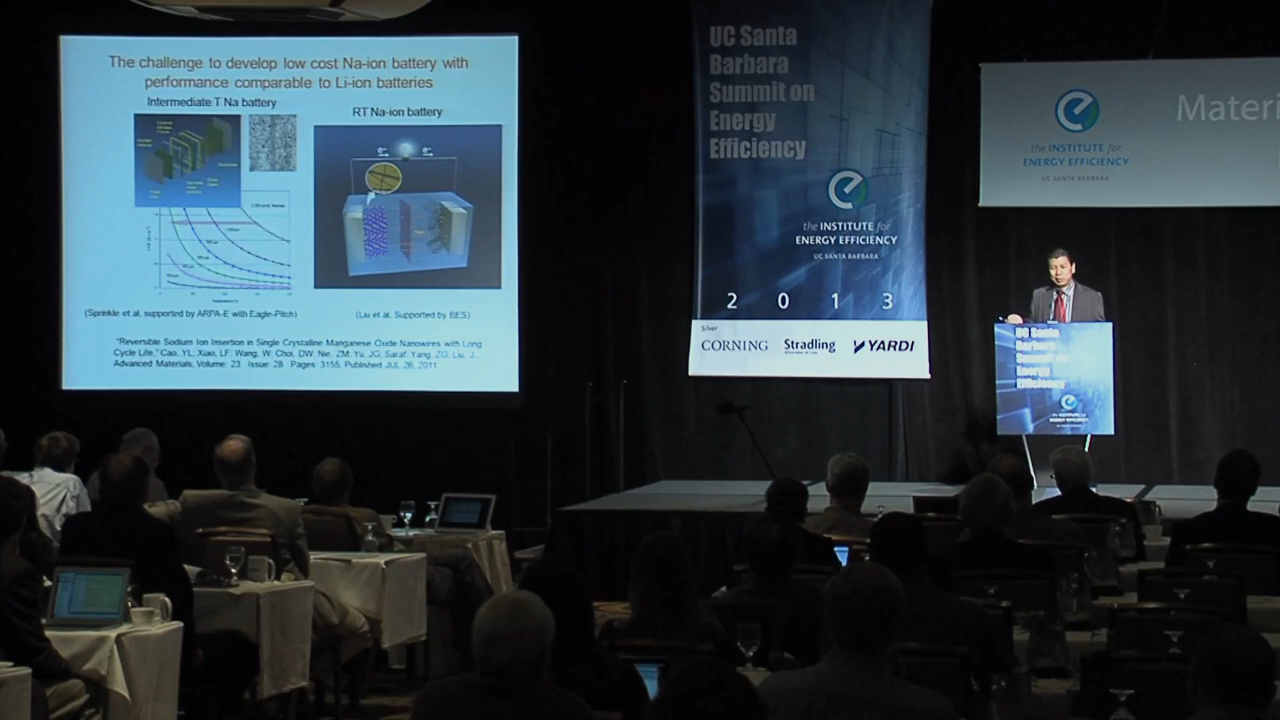 The challenge to develop low cost Na-ion battery with
performance comparable to Li-ion batteries
Intermediate T Na battery
RT Na-ion battery
(Sprinkle et al, supported by ARPA-E with Eagle-Pitch)
(Liu et al, Supported by BES)
"Reversible Sodium Ion Insertion in Single Crystalline Manganese Oxide Nanowires with Long
Cycle Life," Cao, YL; Xiao, LF; Wang, W; Choi, DW; Nie, ZM; Yu, JG; Saraf, Yang, ZG; Liu, J.,
Advanced Materials, Volume: 23 Issue: 28 Pages: 3155, Published: JUL 26, 2011
UC Santa
Barbara
Summit on
Energy
Efficiency
the INSTITUTE for
ENERGY EFFICIENCY
UC SANTA BARBARA
2 0 1 3
Silver
CORNING
Stradling
YARDI
Materi
the INSTITUTE for
ENERGY EFFICIENCY
UC SANTA BARBARA
UC Santa
Barbara
Summit on
Energy
Efficiency
the INSTITUTE for
ENERGY EFFICIENCY